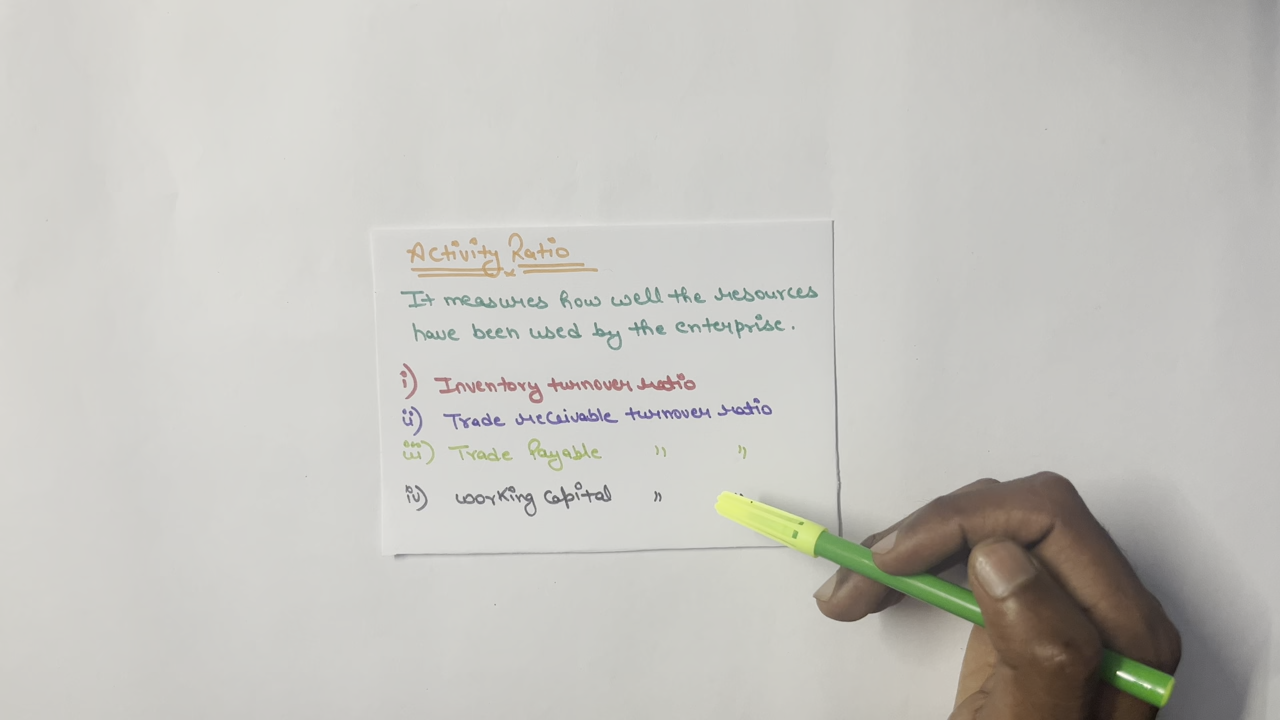 Activity Ratio
It measures how well the resources
have been used by the enterprise.
i) Inventory turnover ratio
ii) Trade receivable turnover ratio
iii) Trade Payable " "
iv) working capital " "